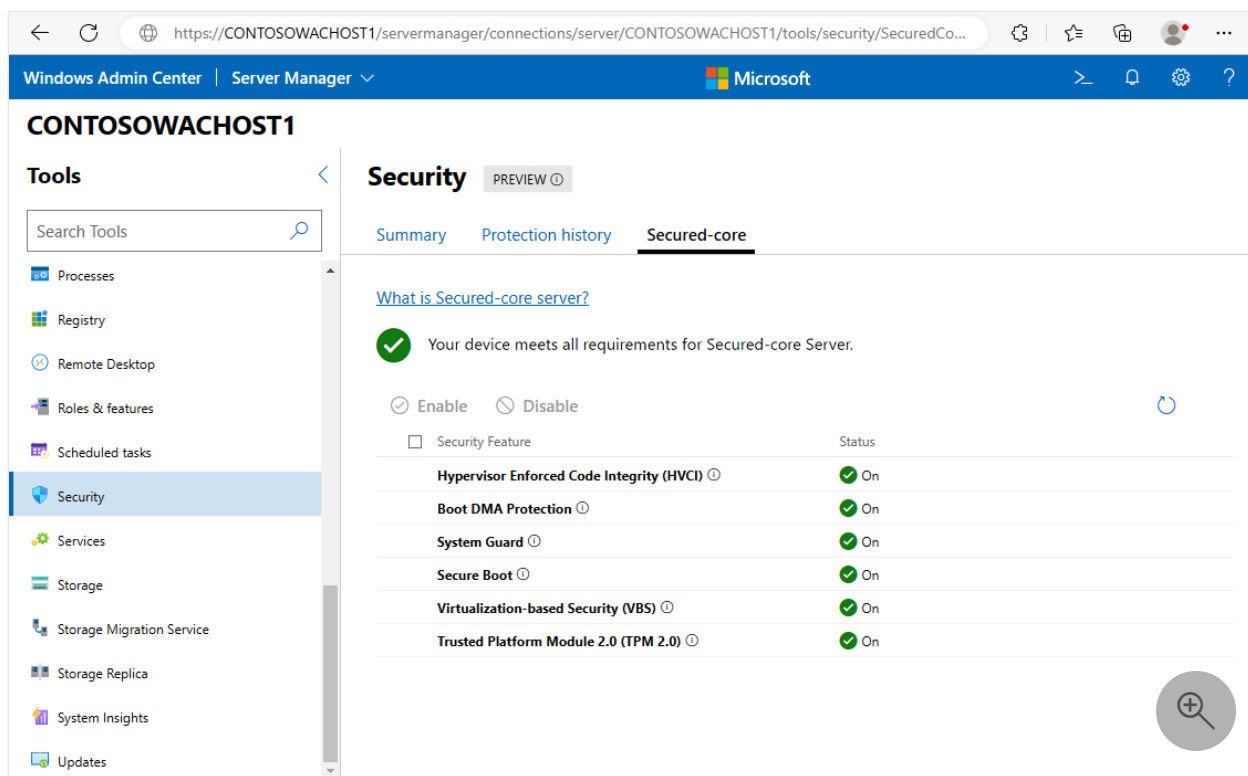 https://CONTOSOWACHOST1/servermanager/connections/server/CONTOSOWACHOST1/tools/security/SecuredCo...
Windows Admin Center | Server Manager
Microsoft
CONTOSOWACHOST1
Tools
Search Tools
Processes
Registry
Remote Desktop
Roles & features
Scheduled tasks
Security
Services
Storage
Storage Migration Service
Storage Replica
System Insights
Updates
Security PREVIEW
Summary Protection history Secured-core
What is Secured-core server?
Your device meets all requirements for Secured-core Server.
Enable Disable
Security Feature Status
Hypervisor Enforced Code Integrity (HVCI) On
Boot DMA Protection On
System Guard On
Secure Boot On
Virtualization-based Security (VBS) On
Trusted Platform Module 2.0 (TPM 2.0) On